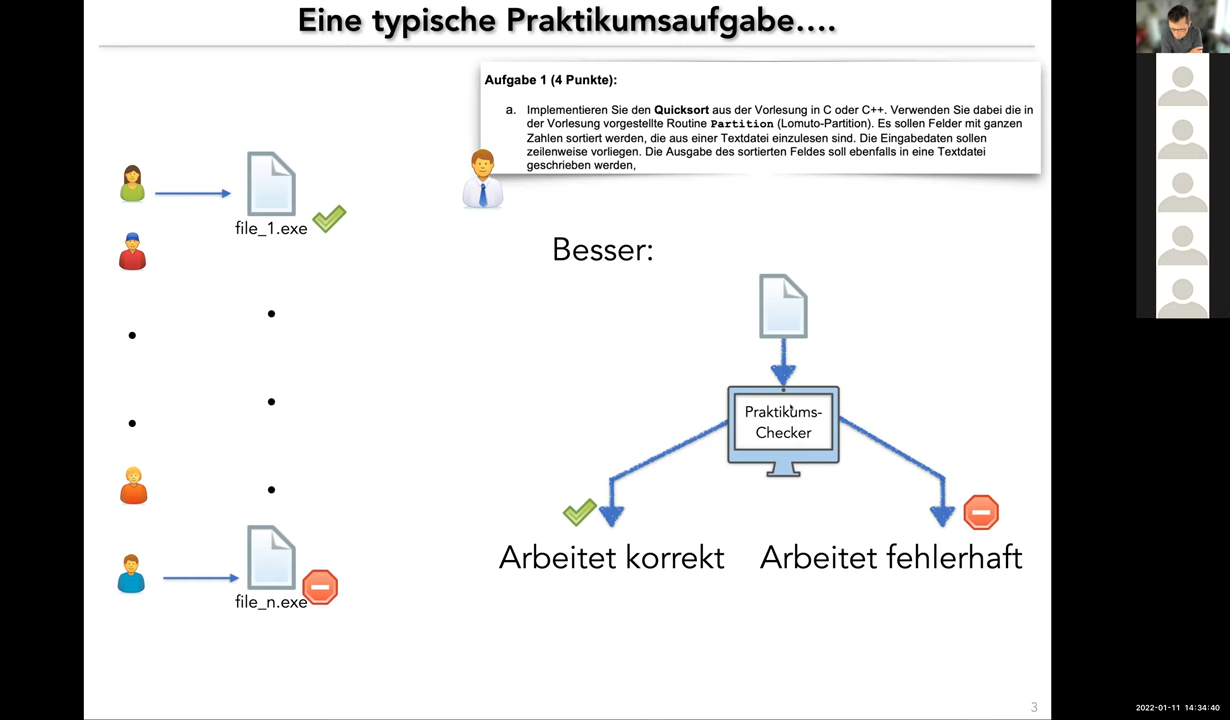 Eine typische Praktikumsaufgabe....
Aufgabe 1 (4 Punkte):
a. Implementieren Sie den Quicksort aus der Vorlesung in C oder C++. Verwenden Sie dabei die in
der Vorlesung vorgestellte Routine Partition (Lomuto-Partition). Es sollen Felder mit ganzen
Zahlen sortiert werden, die aus einer Textdatei einzulesen sind. Die Eingabedaten sollen
zeilenweise vorliegen. Die Ausgabe des sortierten Feldes soll ebenfalls in eine Textdatei
geschrieben werden,
file_1.exe
Besser:
Praktikums-
Checker
Arbeitet korrekt
Arbeitet fehlerhaft
file_n.exe
3
2022-01-11 14:34:40